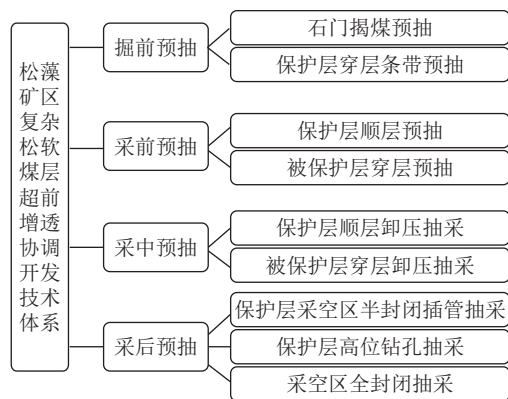 松藻
矿区
复杂
松软
煤层
超前
增透
协调
开发
技术
体系
掘前预抽
石门揭煤预抽
保护层穿层条带预抽
采前预抽
保护层顺层预抽
被保护层穿层预抽
采中预抽
保护层顺层卸压抽采
被保护层穿层卸压抽采
采后预抽
保护层采空区半封闭插管抽采
保护层高位钻孔抽采
采空区全封闭抽采